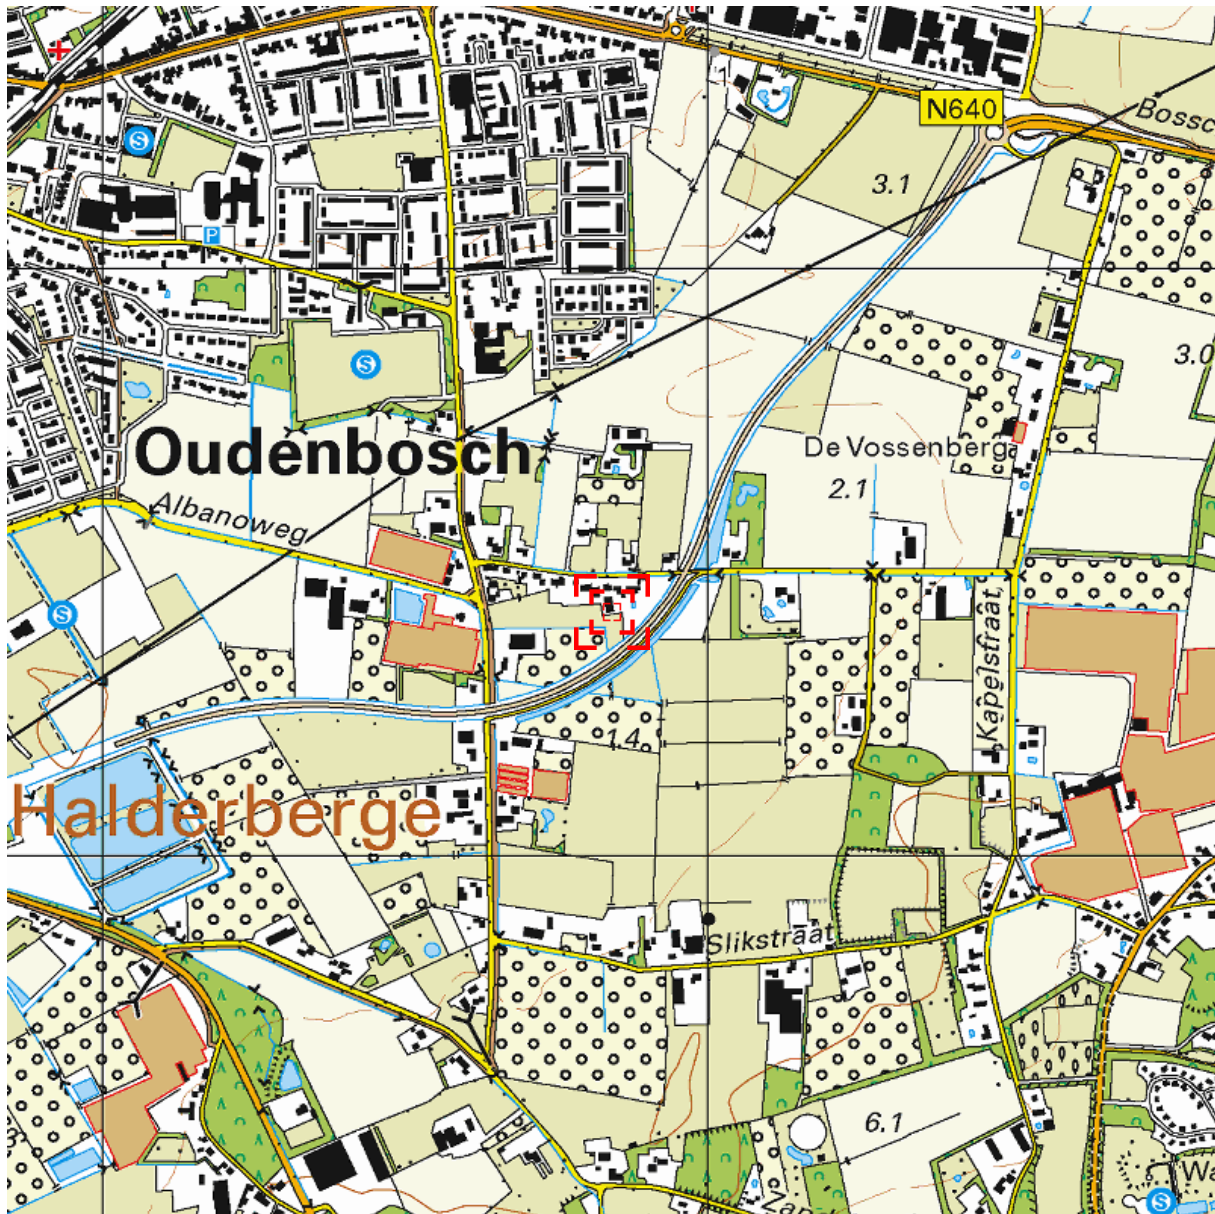 N640
Bossc
3.1
P
S
S
3.0
De Vossenberg
Oudenbosch
2.1
Albanoweg
S
Kapelstraat
1.4
Halderberge
Slikstraat
6.1
Wa
S